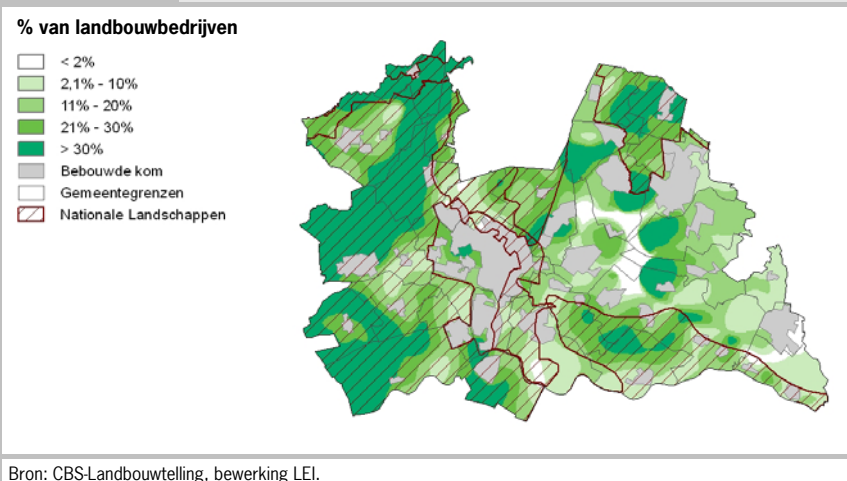 % van landbouwbedrijven
< 2%
2,1% - 10%
11% - 20%
21% - 30%
> 30%
Bebouwde kom
Gemeentegrenzen
Nationale Landschappen
Bron: CBS-Landbouwtelling, bewerking LEI.